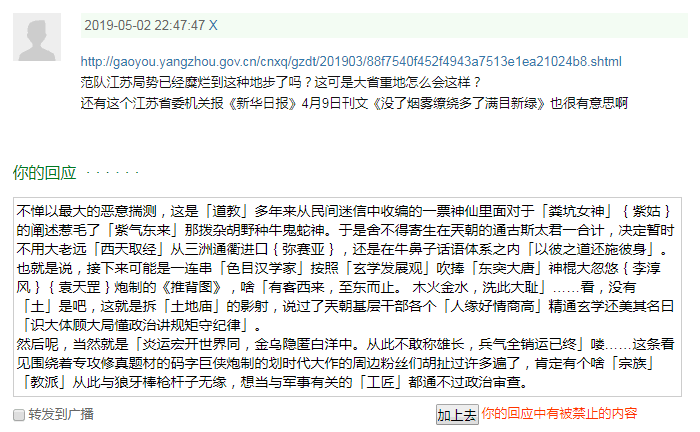 2019-05-02 22:47:47 X
http://gaoyou.yangzhou.gov.cn/cnxq/gzdt/201903/88f7540f452f4943a7513e1ea21024b8.shtml
范队江苏局势已经糜烂到这种地步了吗？这可是大省重地怎么会这样？
还有这个江苏省委机关报《新华日报》4月9日刊文《没了烟雾缭绕多了满目新绿》也很有意思啊
你的回应 · · · · · ·
不惮以最大的恶意揣测，这是「道教」多年来从民间迷信中收编的一票神仙里面对于「粪坑女神」{ 紫姑 }
的阐述惹毛了「紫气东来」那拨杂胡野种牛鬼蛇神。于是舍不得寄生在天朝的通古斯太君一合计，决定暂时
不用大老远「西天取经」从三洲通衢进口{ 弥赛亚 }，还是在牛鼻子话语体系之内「以彼之道还施彼身」。
也就是说，接下来可能是一连串「色目汉学家」按照「玄学发展观」吹捧「东突大唐」神棍大忽悠{ 李淳
风 }{ 袁天罡 }炮制的《推背图》，啥「有客西来，至东而止。 木火金水，洗此大耻」……看，没有
「土」是吧，这就是拆「土地庙」的影射，说过了天朝基层干部各个「人缘好情商高」精通玄学还美其名曰
「识大体顾大局懂政治讲规矩守纪律」。
然后呢，当然就是「炎运宏开世界同，金乌隐匿白洋中。从此不敢称雄长，兵气全销运已终」喽……这条看
见围绕着专攻修真题材的码字巨侠炮制的划时代大作的周边粉丝们胡扯过许多遍了，肯定有个啥「宗族」
「教派」从此与狼牙棒枪杆子无缘，想当与军事有关的「工匠」都通不过政治审查。
转发到广播
加上去 你的回应中有被禁止的内容